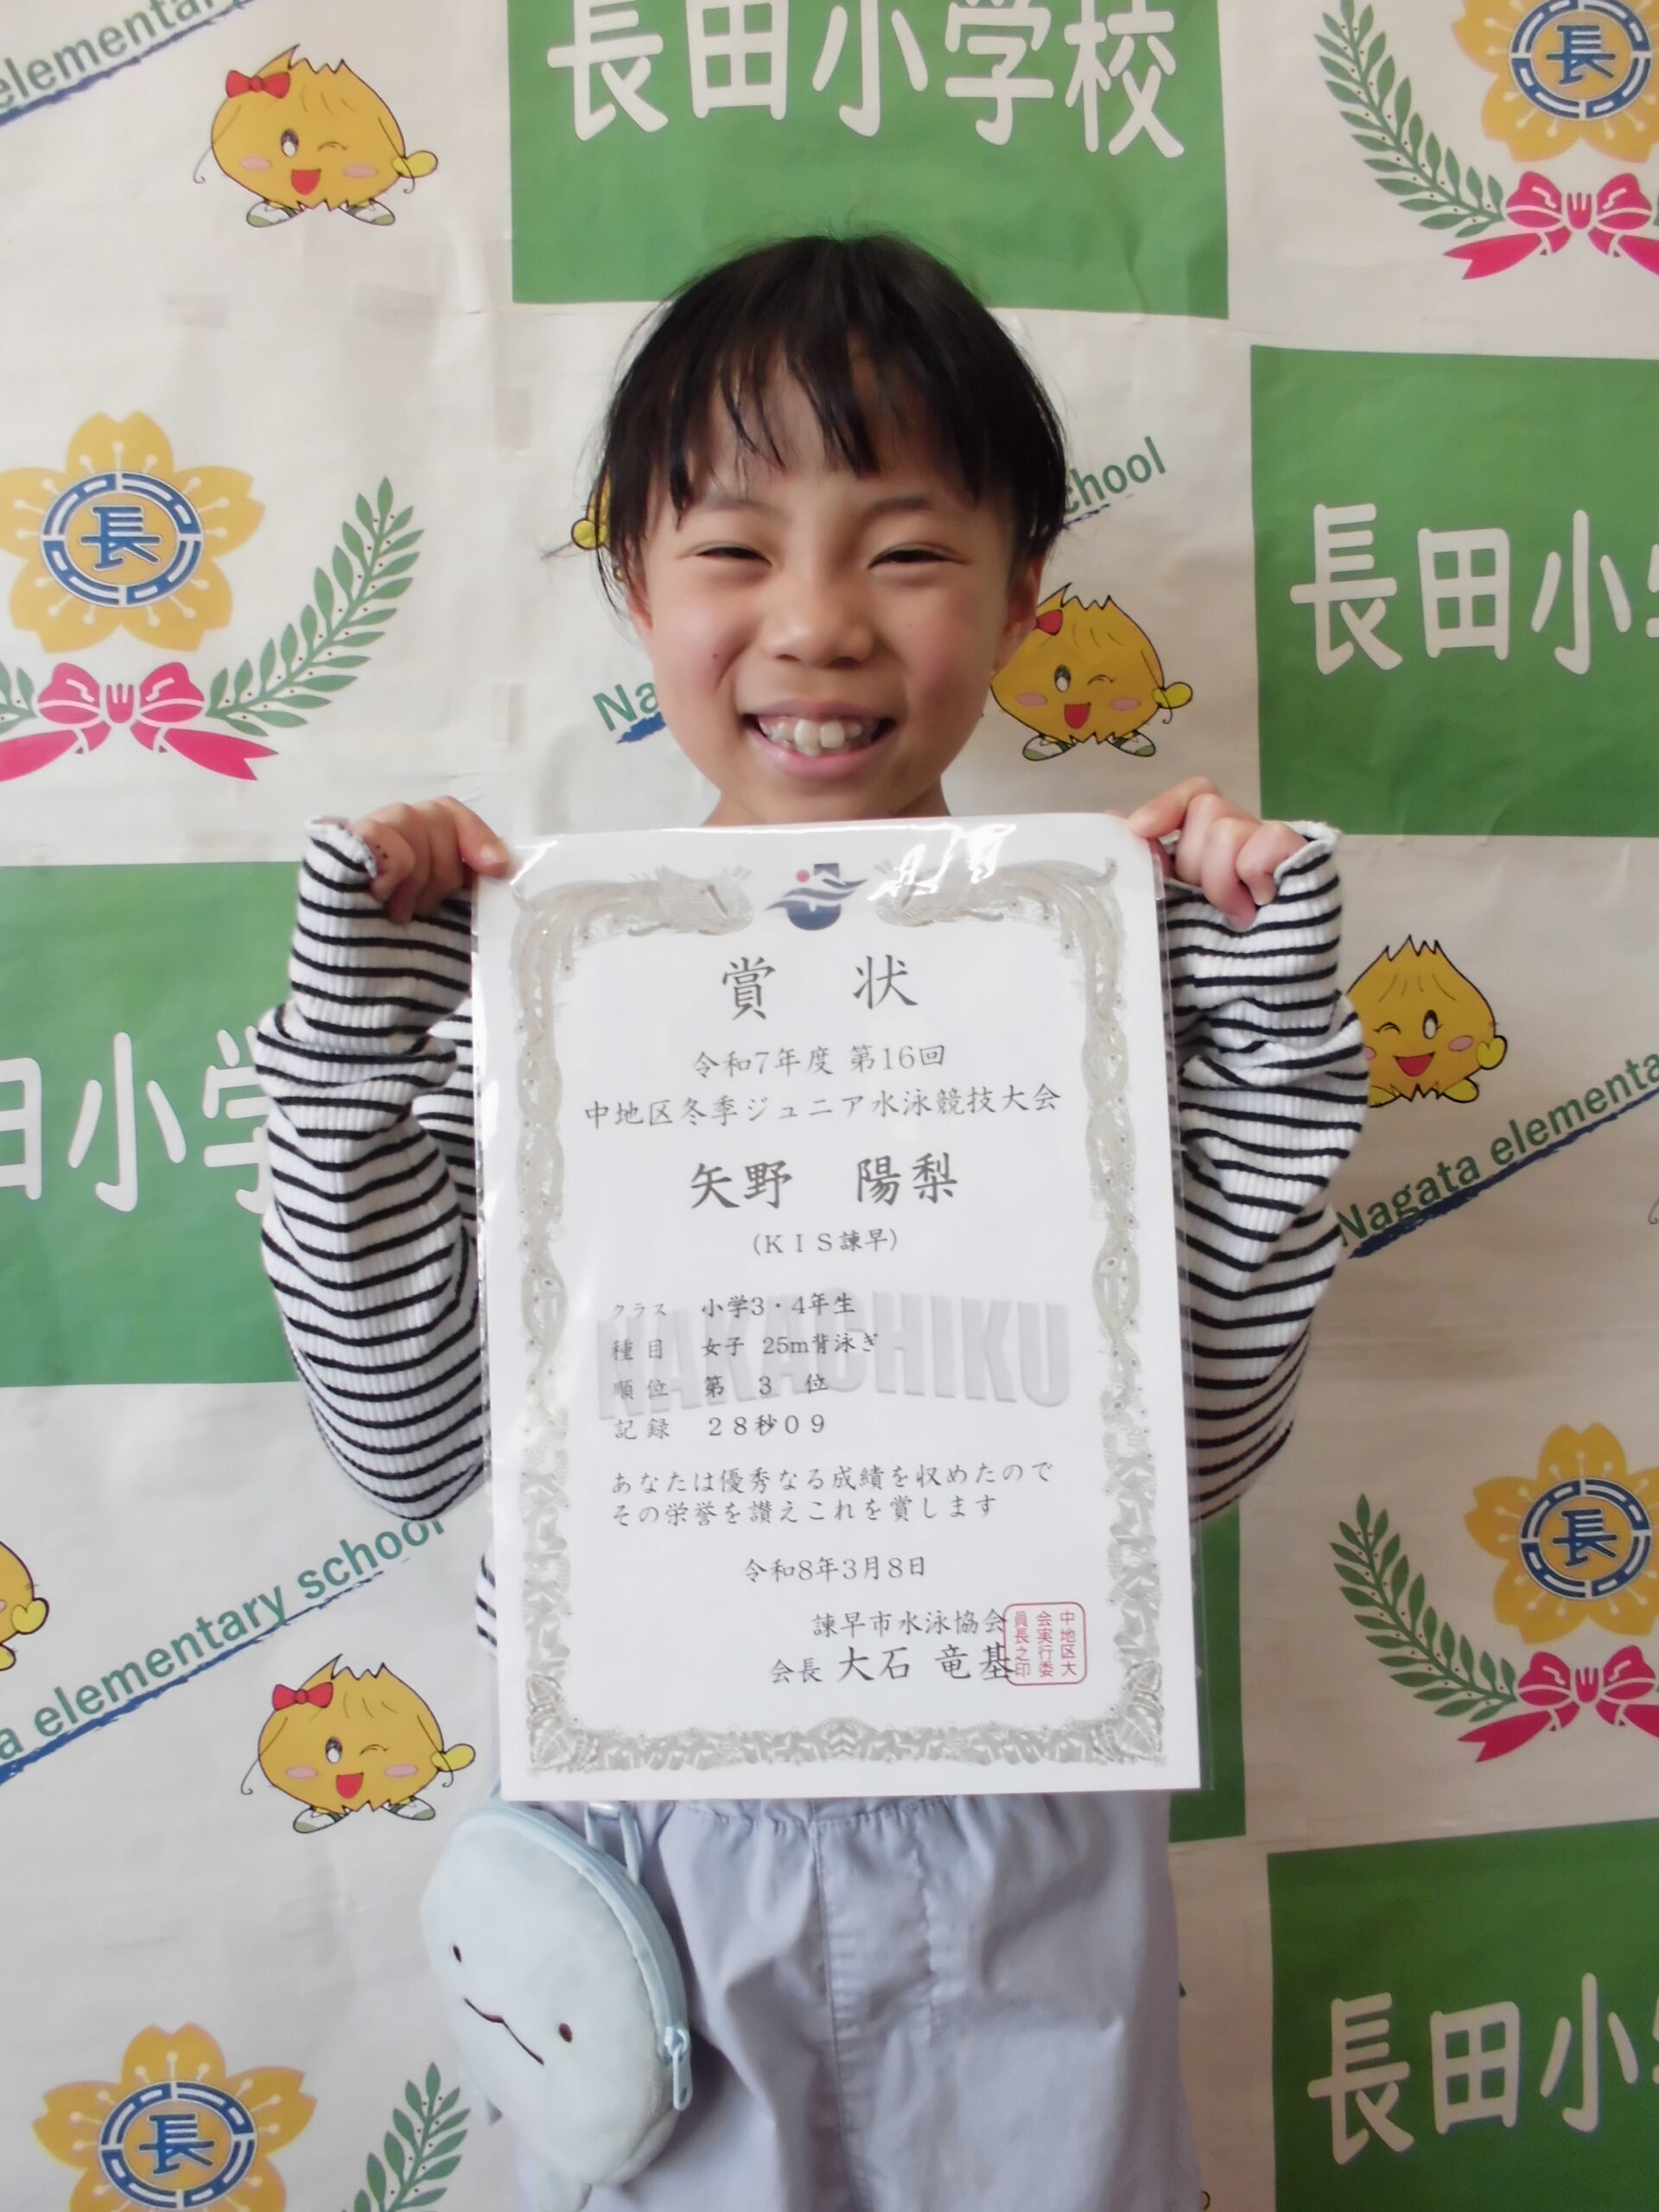 elementary
長田小学校
長
長
chool
長田小
Na
田小学
賞 状
令和7年度 第16回
中地区冬季ジュニア水泳競技大会
矢野 陽梨
(KIS諫早)
NAKACHIKU
クラス 小学3・4年生
種目 女子 25m背泳ぎ
順位 第 3 位
記録 28秒09
あなたは優秀なる成績を収めたので
その栄誉を讃えこれを賞します
令和8年3月8日
諫早市水泳協会
会長 大石 竜基
中地区大
会実行委
員長之印
Nagata elementa
a elementary school
長
長田小
長